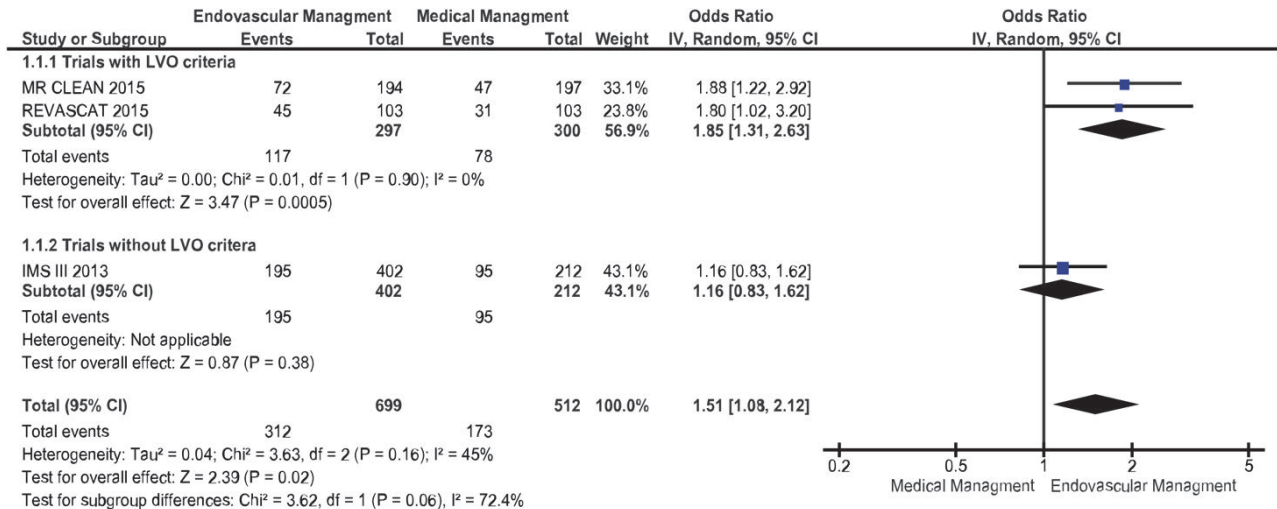 Endovascular Managment Medical Managment Odds Ratio Odds Ratio
Study or Subgroup Events Total Events Total Weight IV, Random, 95% CI IV, Random, 95% CI
1.1.1 Trials with LVO criteria
MR CLEAN 2015 72 194 47 197 33.1% 1.88 [1.22, 2.92]
REVASCAT 2015 45 103 31 103 23.8% 1.80 [1.02, 3.20]
Subtotal (95% CI) 297 300 56.9% 1.85 [1.31, 2.63]
Total events 117 78
Heterogeneity: Tau² = 0.00; Chi² = 0.01, df = 1 (P = 0.90); I² = 0%
Test for overall effect: Z = 3.47 (P = 0.0005)
1.1.2 Trials without LVO critera
IMS III 2013 195 402 95 212 43.1% 1.16 [0.83, 1.62]
Subtotal (95% CI) 402 212 43.1% 1.16 [0.83, 1.62]
Total events 195 95
Heterogeneity: Not applicable
Test for overall effect: Z = 0.87 (P = 0.38)
Total (95% CI) 699 512 100.0% 1.51 [1.08, 2.12]
Total events 312 173
Heterogeneity: Tau² = 0.04; Chi² = 3.63, df = 2 (P = 0.16); I² = 45%
Test for overall effect: Z = 2.39 (P = 0.02)
Test for subgroup differences: Chi² = 3.62, df = 1 (P = 0.06), I² = 72.4%
0.2 0.5 1 2 5
Medical Managment Endovascular Managment